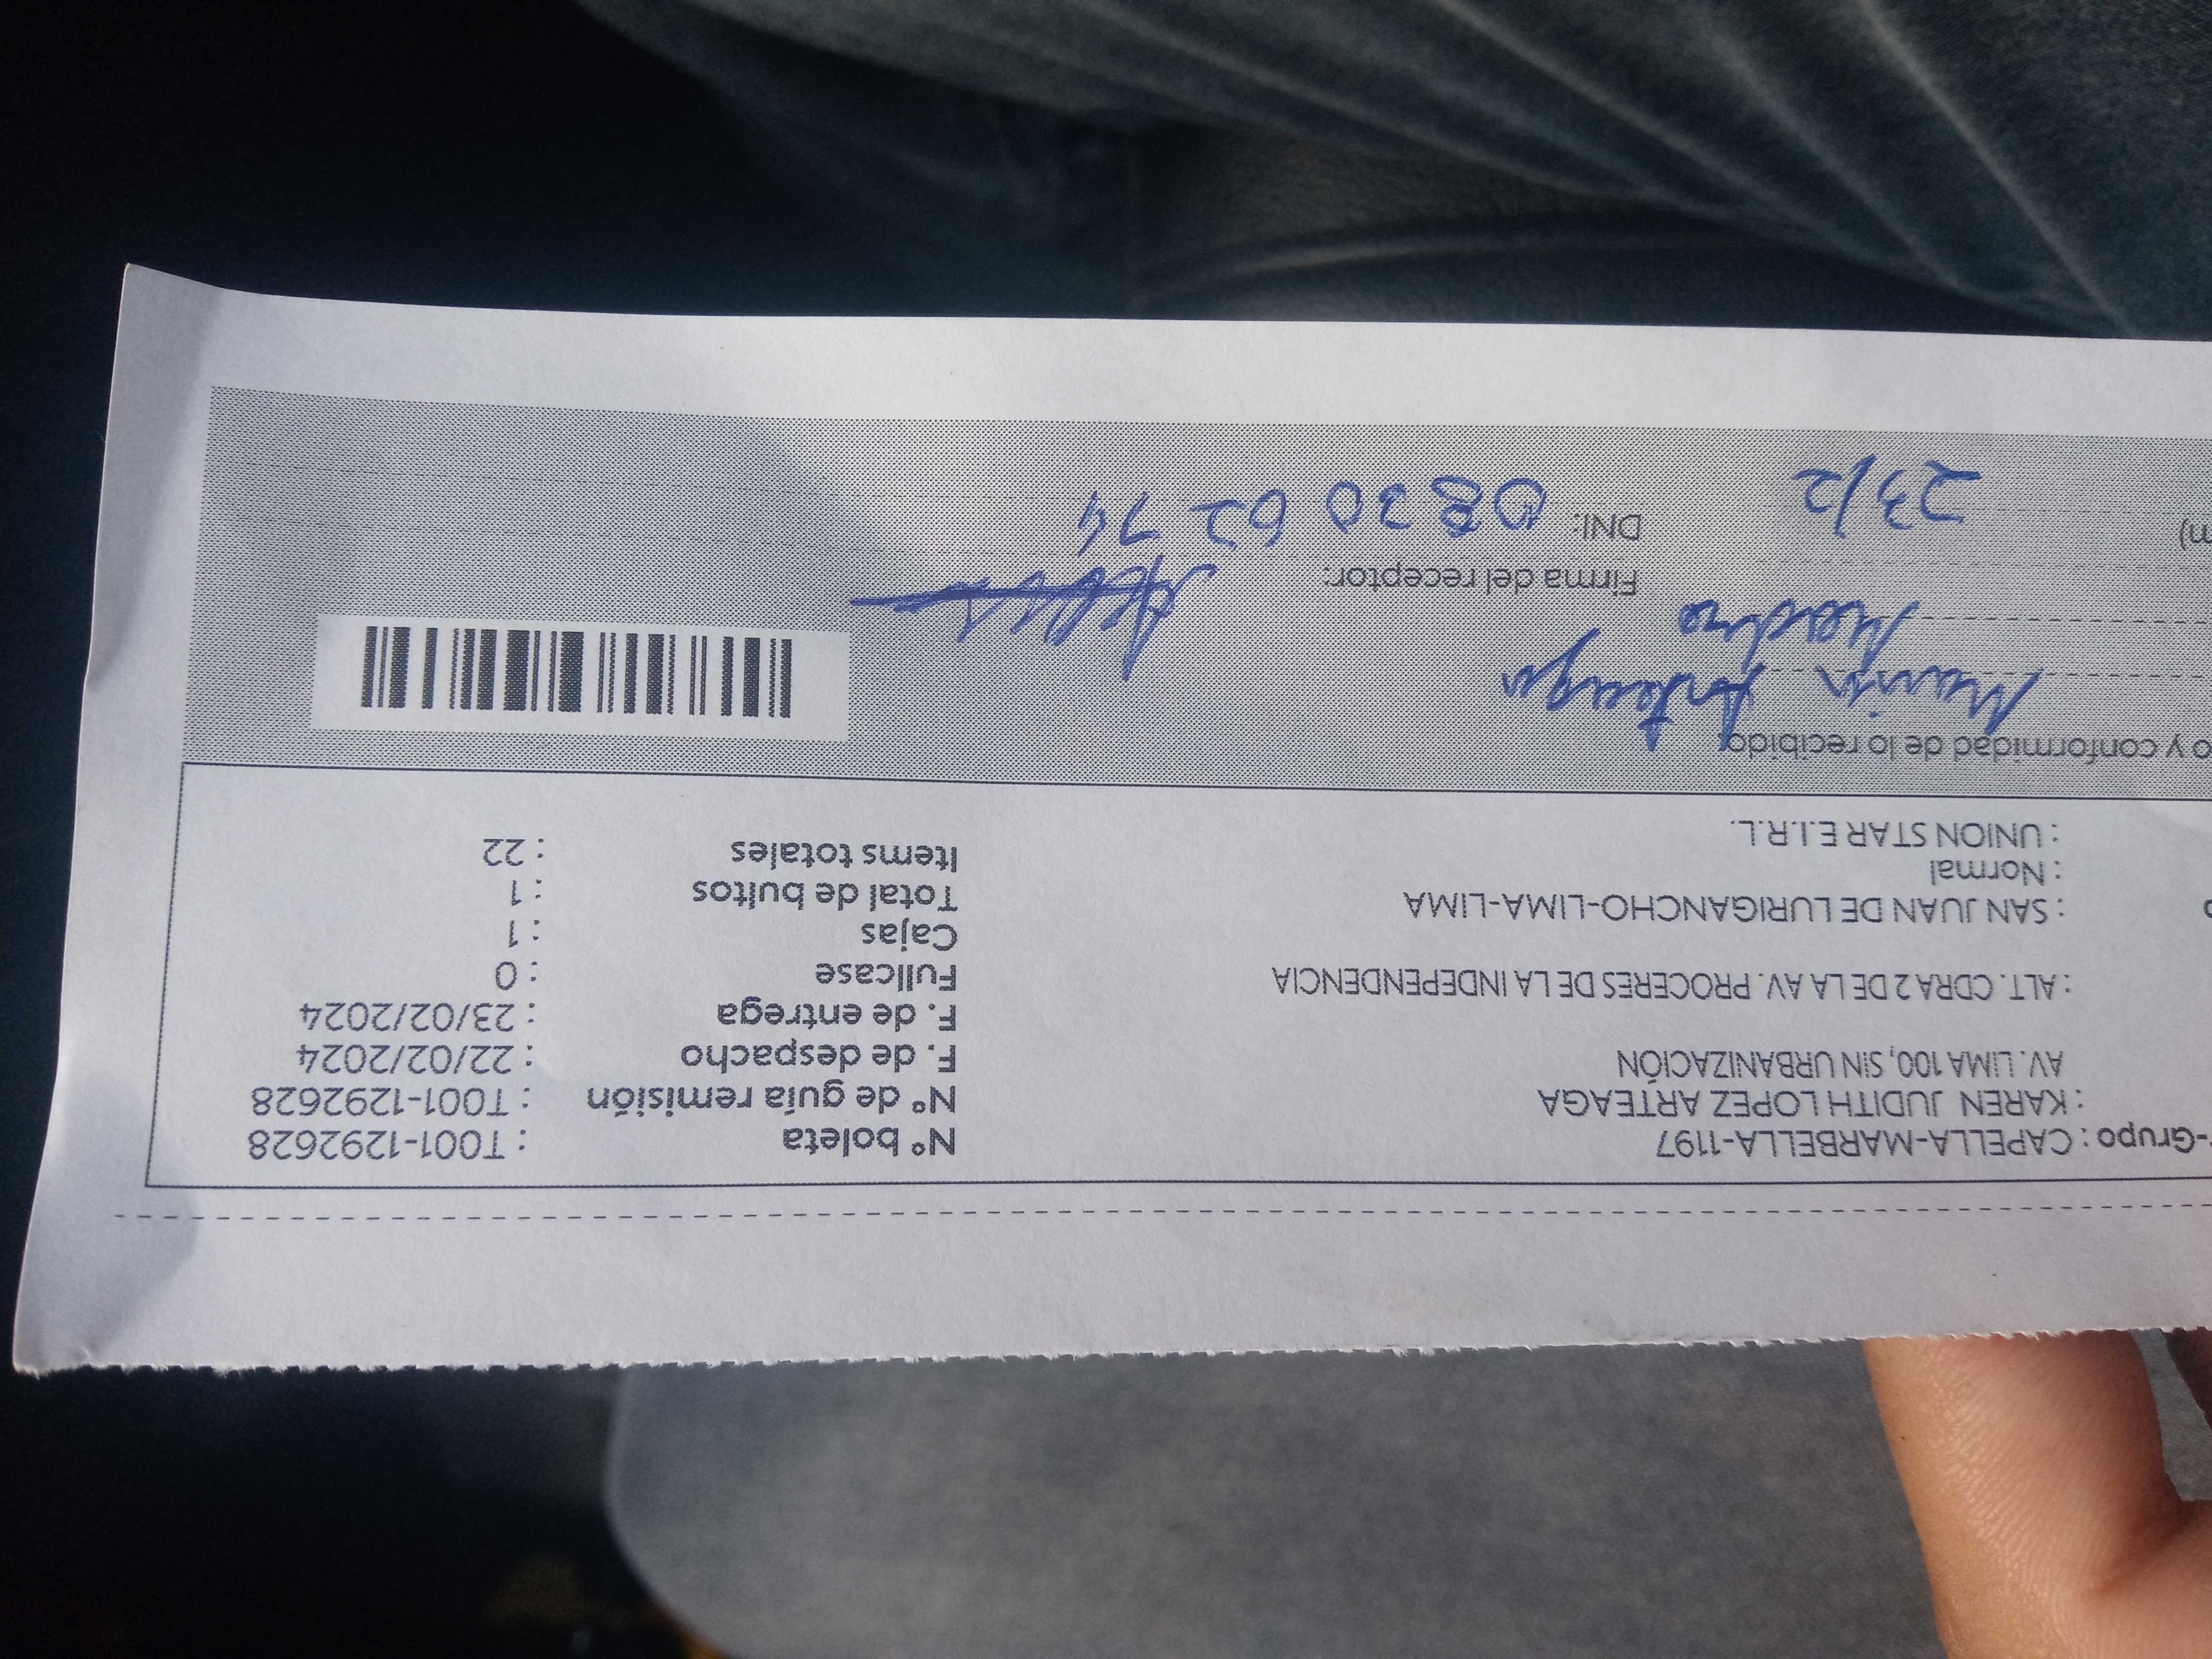 -Grupo : CAPELLA-MARBELLA-1197
: KAREN JUDITH LOPEZ ARTEAGA
AV. LIMA 100, SIN URBANIZACIÓN
: ALT. CDRA 2 DE LA AV. PROCERES DE LA INDEPENDENCIA
: SAN JUAN DE LURIGANCHO-LIMA-LIMA
: Normal
: UNION STAR E.I.R.L.
N° boleta : T001-1292628
N° de guía remisión : T001-1292628
F. de despacho : 22/02/2024
F. de entrega : 23/02/2024
Fullcase : 0
Cajas : 1
Total de bultos : 1
Items totales : 22
o y conformidad de lo recibido:
Arteaga
Firma del receptor:
m) 23/2
DNI: